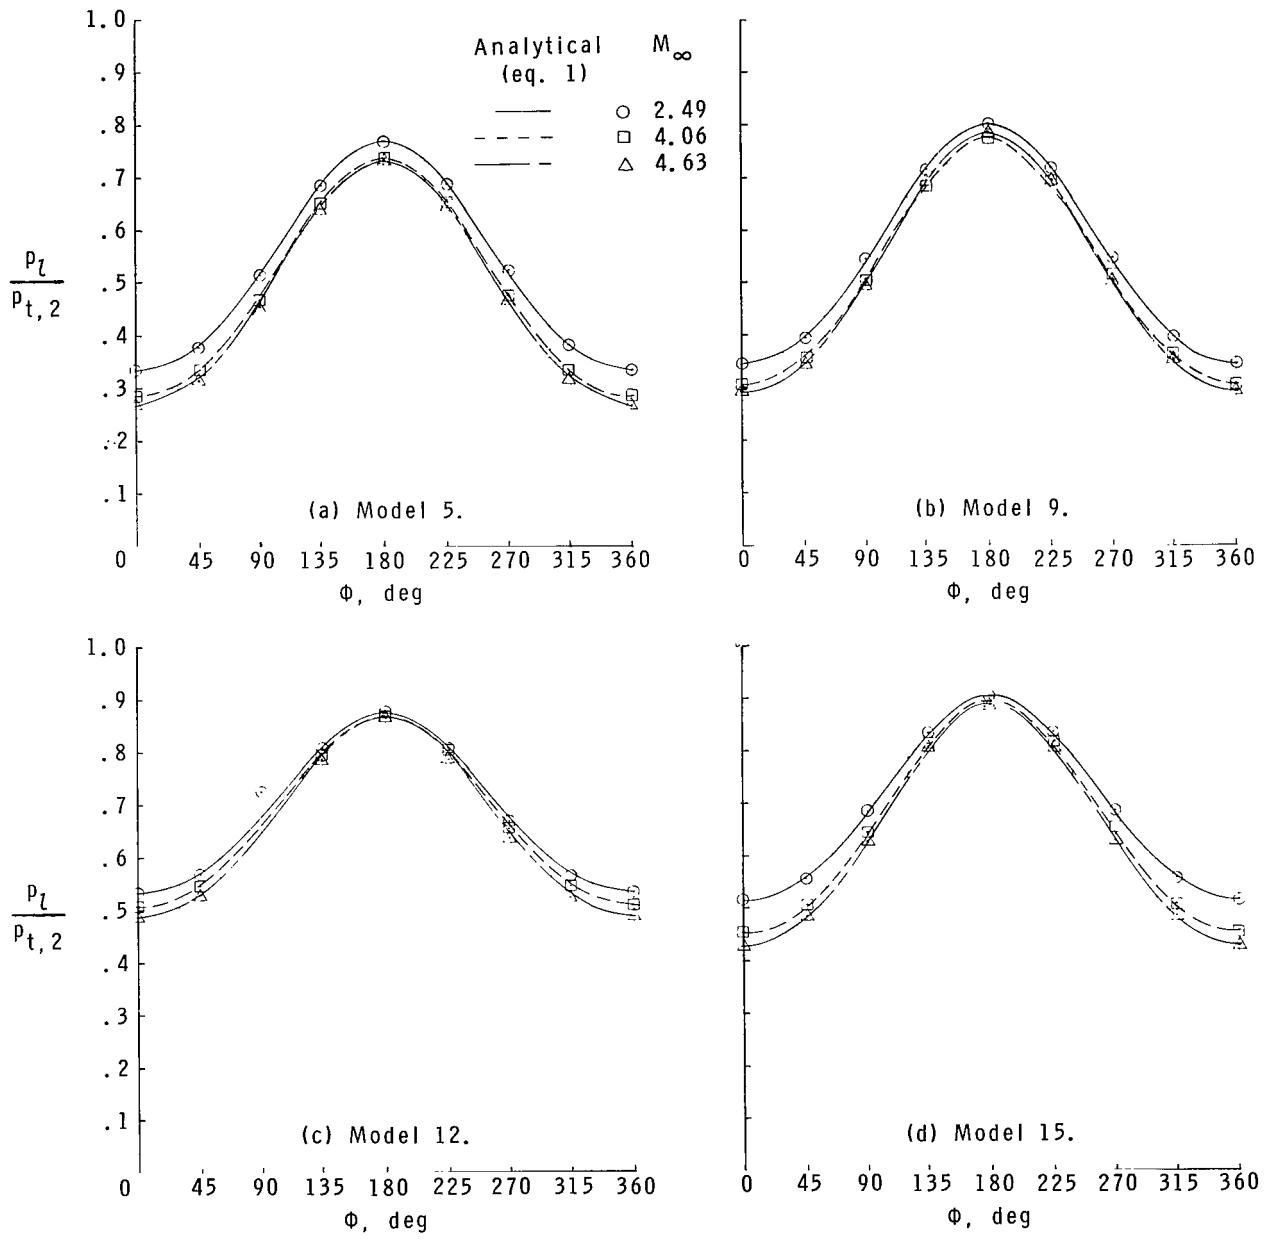 Analytical M∞
(eq. 1)
2.49
4.06
4.63
1.0
.9
.8
.7
.6
.5
.4
.3
.2
.1
0
p_l
p_t,2
45 90 135 180 225 270 315 360
Φ, deg
(a) Model 5.
0 45 90 135 180 225 270 315 360
Φ, deg
(b) Model 9.
1.0
.9
.8
.7
.6
.5
.4
.3
.2
.1
0
p_l
p_t,2
45 90 135 180 225 270 315 360
Φ, deg
(c) Model 12.
0 45 90 135 180 225 270 315 360
Φ, deg
(d) Model 15.